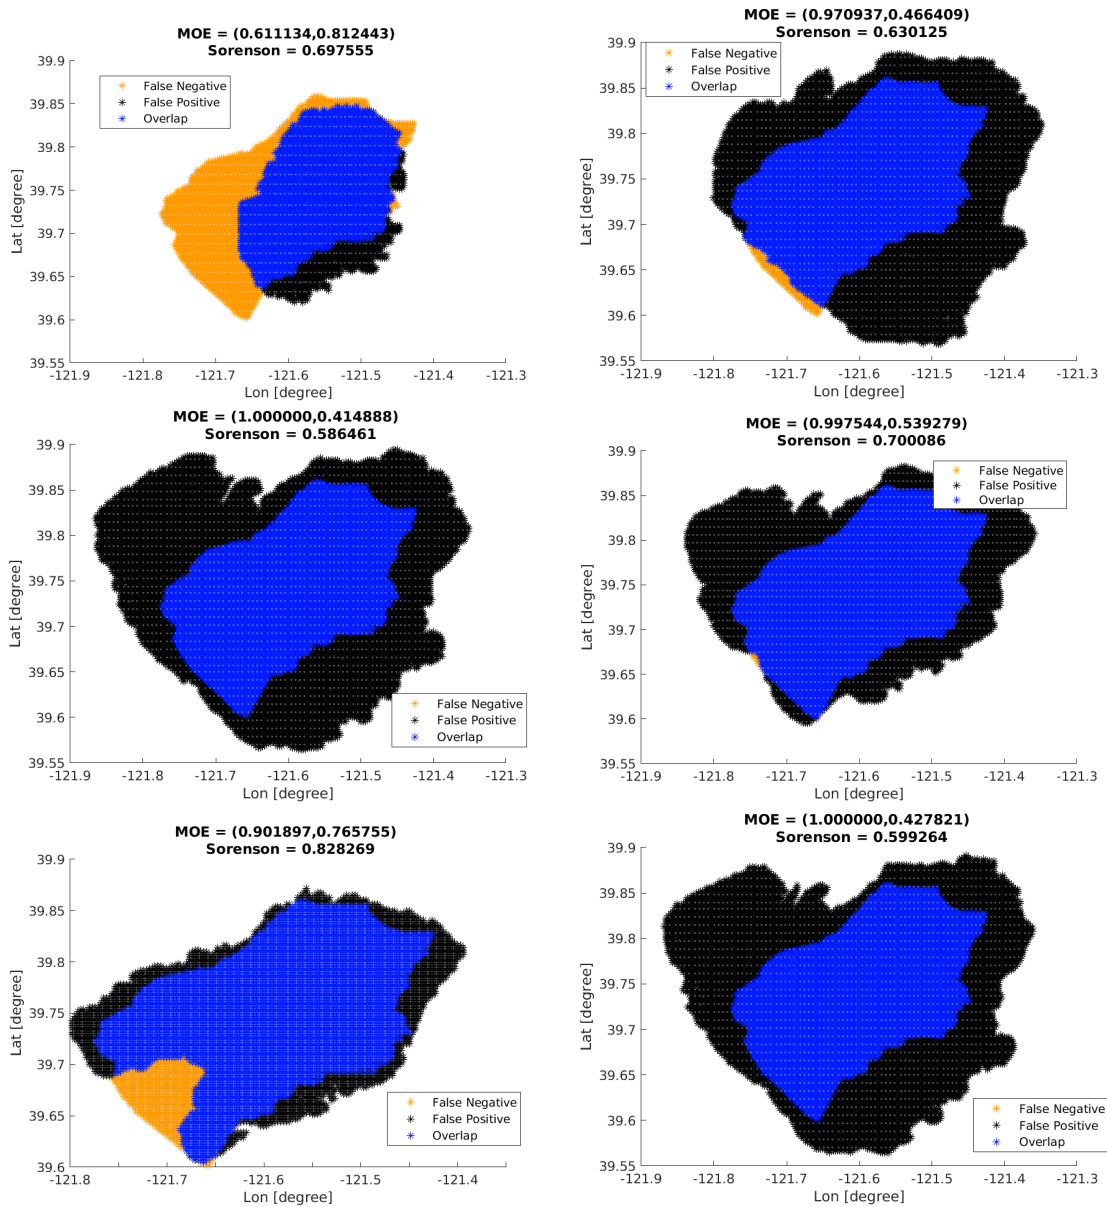 MOE = (0.611134,0.812443)
Sorenson = 0.697555
39.9
39.85
39.8
39.75
39.7
39.65
39.6
39.55
Lat [degree]
False Negative
False Positive
Overlap
-121.9 -121.8 -121.7 -121.6 -121.5 -121.4 -121.3
Lon [degree]
MOE = (0.970937,0.466409)
Sorenson = 0.630125
39.9
39.85
39.8
39.75
39.7
39.65
39.6
39.55
Lat [degree]
False Negative
False Positive
Overlap
-121.9 -121.8 -121.7 -121.6 -121.5 -121.4 -121.3
Lon [degree]
MOE = (1.000000,0.414888)
Sorenson = 0.586461
39.9
39.85
39.8
39.75
39.7
39.65
39.6
39.55
Lat [degree]
False Negative
False Positive
Overlap
-121.9 -121.8 -121.7 -121.6 -121.5 -121.4 -121.3
Lon [degree]
MOE = (0.997544,0.539279)
Sorenson = 0.700086
39.9
39.85
39.8
39.75
39.7
39.65
39.6
39.55
Lat [degree]
False Negative
False Positive
Overlap
-121.9 -121.8 -121.7 -121.6 -121.5 -121.4 -121.3
Lon [degree]
MOE = (0.901897,0.765755)
Sorenson = 0.828269
39.9
39.85
39.8
39.75
39.7
39.65
39.6
Lat [degree]
False Negative
False Positive
Overlap
-121.8 -121.7 -121.6 -121.5 -121.4
Lon [degree]
MOE = (1.000000,0.427821)
Sorenson = 0.599264
39.9
39.85
39.8
39.75
39.7
39.65
39.6
39.55
Lat [degree]
False Negative
False Positive
Overlap
-121.9 -121.8 -121.7 -121.6 -121.5 -121.4 -121.3
Lon [degree]